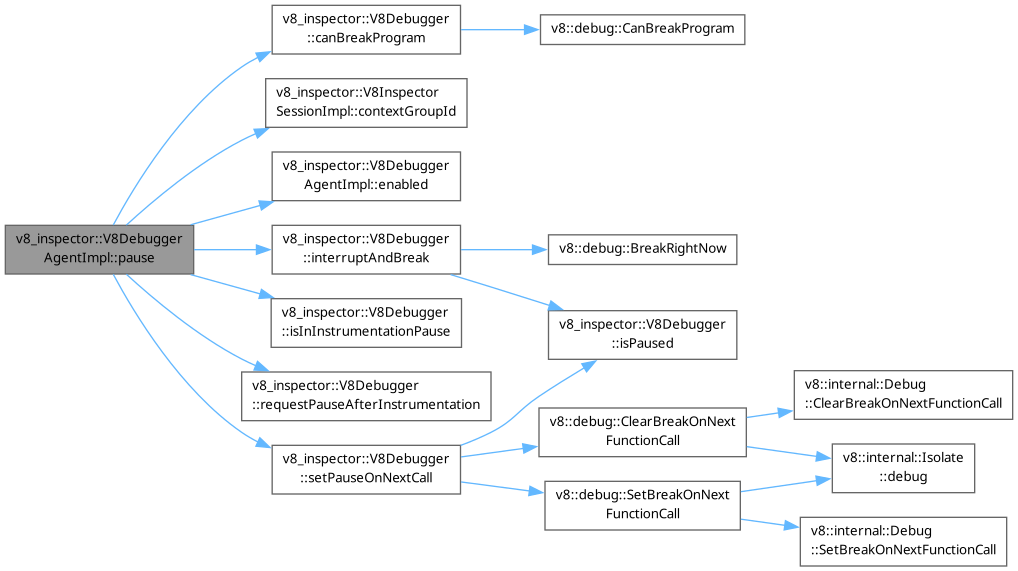 v8_inspector::V8Debugger
AgentImpl::pause
v8_inspector::V8Debugger
::canBreakProgram
v8::debug::CanBreakProgram
v8_inspector::V8Inspector
SessionImpl::contextGroupId
v8_inspector::V8Debugger
AgentImpl::enabled
v8_inspector::V8Debugger
::interruptAndBreak
v8::debug::BreakRightNow
v8_inspector::V8Debugger
::isPaused
v8_inspector::V8Debugger
::isInInstrumentationPause
v8_inspector::V8Debugger
::requestPauseAfterInstrumentation
v8_inspector::V8Debugger
::setPauseOnNextCall
v8::debug::ClearBreakOnNext
FunctionCall
v8::internal::Debug
::ClearBreakOnNextFunctionCall
v8::internal::Isolate
::debug
v8::debug::SetBreakOnNext
FunctionCall
v8::internal::Debug
::SetBreakOnNextFunctionCall